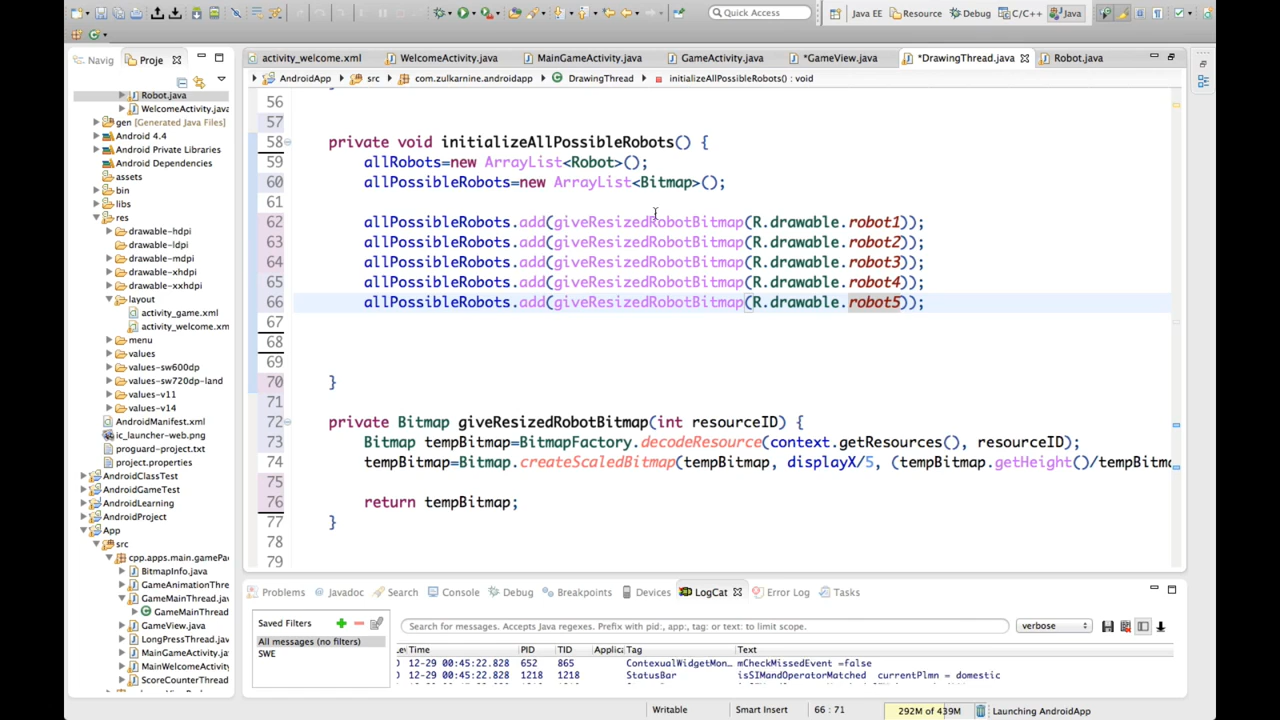 Quick Access
Java EE
Resource
Debug
C/C++
Java
Navig
Proje
activity_welcome.xml
WelcomeActivity.java
MainGameActivity.java
GameActivity.java
*GameView.java
*DrawingThread.java
Robot.java
AndroidApp
src
com.zulkarnine.androidapp
DrawingThread
initializeAllPossibleRobots() : void
Robot.java
WelcomeActivity.java
gen [Generated Java Files]
Android 4.4
Android Private Libraries
Android Dependencies
assets
bin
libs
res
drawable-hdpi
drawable-ldpi
drawable-mdpi
drawable-xhdpi
drawable-xxhdpi
layout
activity_game.xml
activity_welcome.xm
menu
values
values-sw600dp
values-sw720dp-land
values-v11
values-v14
AndroidManifest.xml
ic_launcher-web.png
proguard-project.txt
project.properties
AndroidClassTest
AndroidGameTest
AndroidLearning
AndroidProject
App
src
cpp.apps.main.gamePa
BitmapInfo.java
GameAnimationThre
GameMainThread.jav
GameMainThread
GameView.java
LongPressThread.jav
MainGameActivity.ja
MainWelcomeActivity
ScoreCounterThread
56
57
58 private void initializeAllPossibleRobots() {
59 allRobots=new ArrayList<Robot>();
60 allPossibleRobots=new ArrayList<Bitmap>();
61
62 allPossibleRobots.add(giveResizedRobotBitmap(R.drawable.robot1));
63 allPossibleRobots.add(giveResizedRobotBitmap(R.drawable.robot2));
64 allPossibleRobots.add(giveResizedRobotBitmap(R.drawable.robot3));
65 allPossibleRobots.add(giveResizedRobotBitmap(R.drawable.robot4));
66 allPossibleRobots.add(giveResizedRobotBitmap(R.drawable.robot5));
67
68
69
70 }
71
72 private Bitmap giveResizedRobotBitmap(int resourceID) {
73 Bitmap tempBitmap=BitmapFactory.decodeResource(context.getResources(), resourceID);
74 tempBitmap=Bitmap.createScaledBitmap(tempBitmap, displayX/5, (tempBitmap.getHeight()/tempBitma
75
76 return tempBitmap;
77 }
78
79
Problems
Javadoc
Search
Console
Debug
Breakpoints
Devices
LogCat
Error Log
Tasks
Saved Filters
All messages (no filters)
SWE
Search for messages. Accepts Java regexes. Prefix with pid:, app:, tag: or text: to limit scope.
verbose
Time PID TID Applic Tag Text
12-29 00:45:22.828 652 865 ContexualWidgetMon... mCheckMissedEvent =false
12-29 00:45:22.828 1218 1218 StatusBar isSIMandOperatorMatched currentPlmn = domestic
Writable
Smart Insert
66 : 71
292M of 439M
Launching AndroidApp